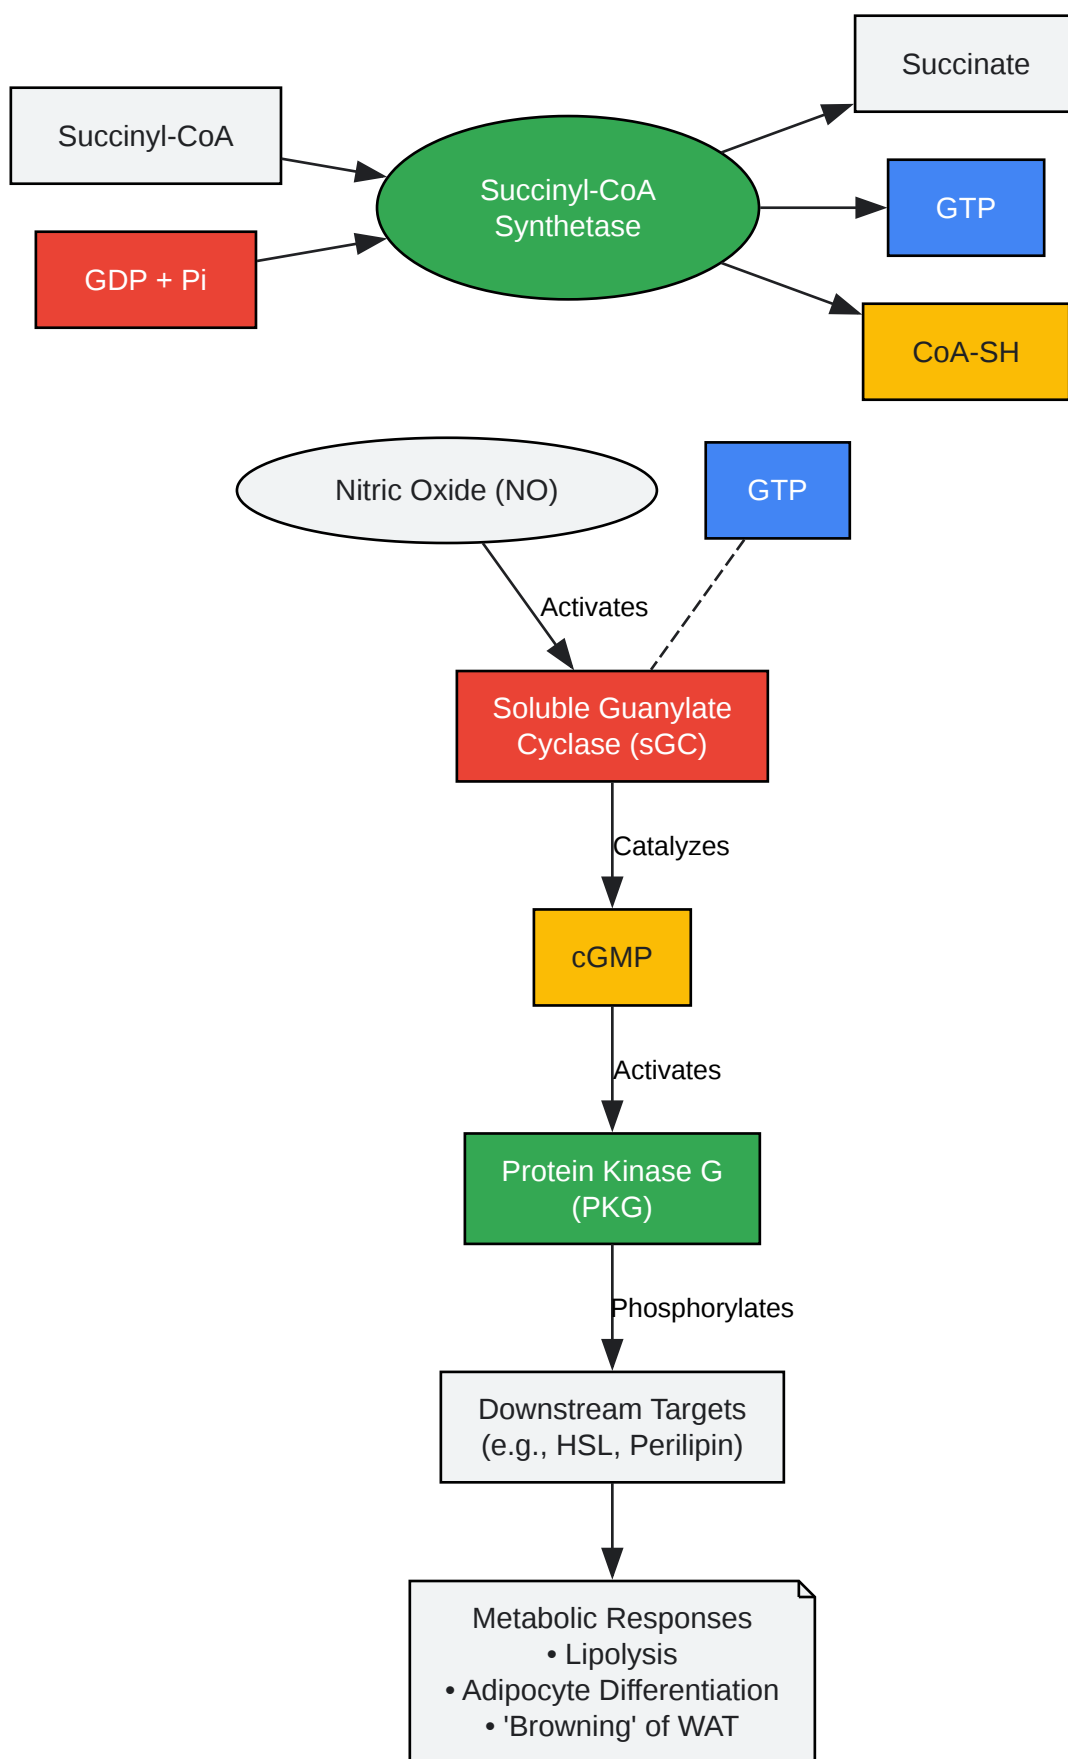 Succinate
Succinyl-CoA
Succinyl-CoA
Synthetase
GTP
GDP + Pi
CoA-SH
Nitric Oxide (NO)
GTP
Activates
Soluble Guanylate
Cyclase (sGC)
Catalyzes
cGMP
Activates
Protein Kinase G
(PKG)
Phosphorylates
Downstream Targets
(e.g., HSL, Perilipin)
Metabolic Responses
• Lipolysis
• Adipocyte Differentiation
• 'Browning' of WAT